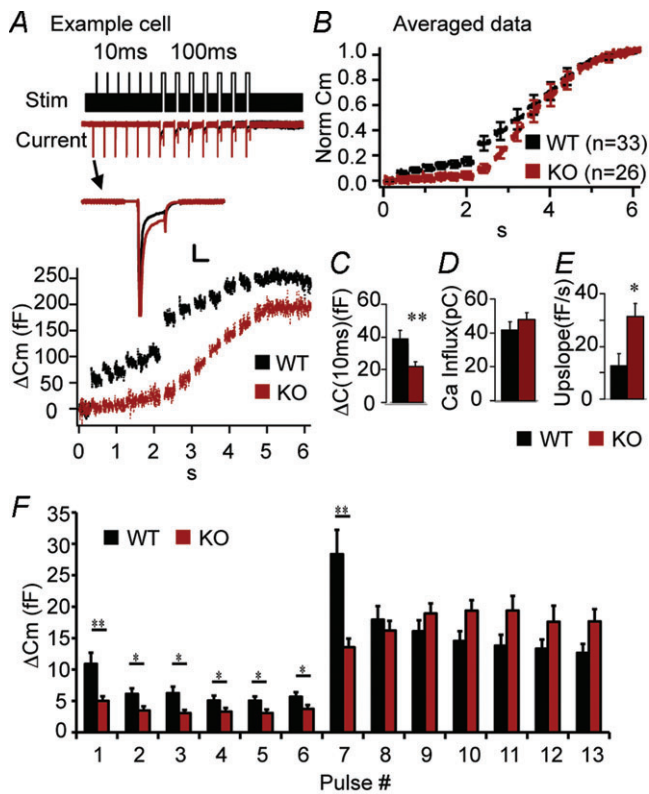 A Example cell
10ms 100ms
Stim
Current
250
200
150
100
50
0
ΔCm (fF)
WT
KO
0 1 2 3 4 5 6
s
B Averaged data
1.0
0.8
0.6
0.4
0.2
0.0
Norm Cm
WT (n=33)
KO (n=26)
0 2 4 6
s
C
ΔC(10ms)(fF)
60
40
20
0
**
D
Ca Influx(pC)
60
40
20
0
E
Upslope(fF/s)
40
20
0
*
WT KO
F
WT KO
ΔCm (fF)
35
30
25
20
15
10
5
0
** * * * * * **
1 2 3 4 5 6 7 8 9 10 11 12 13
Pulse #